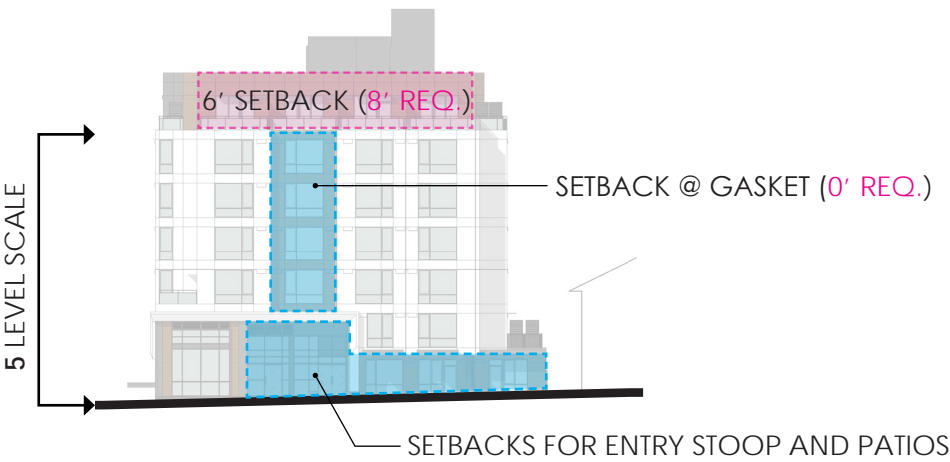 6’ SETBACK (8’ REQ.)
SETBACK @ GASKET (0’ REQ.)
5 LEVEL SCALE
SETBACKS FOR ENTRY STOOP AND PATIOS